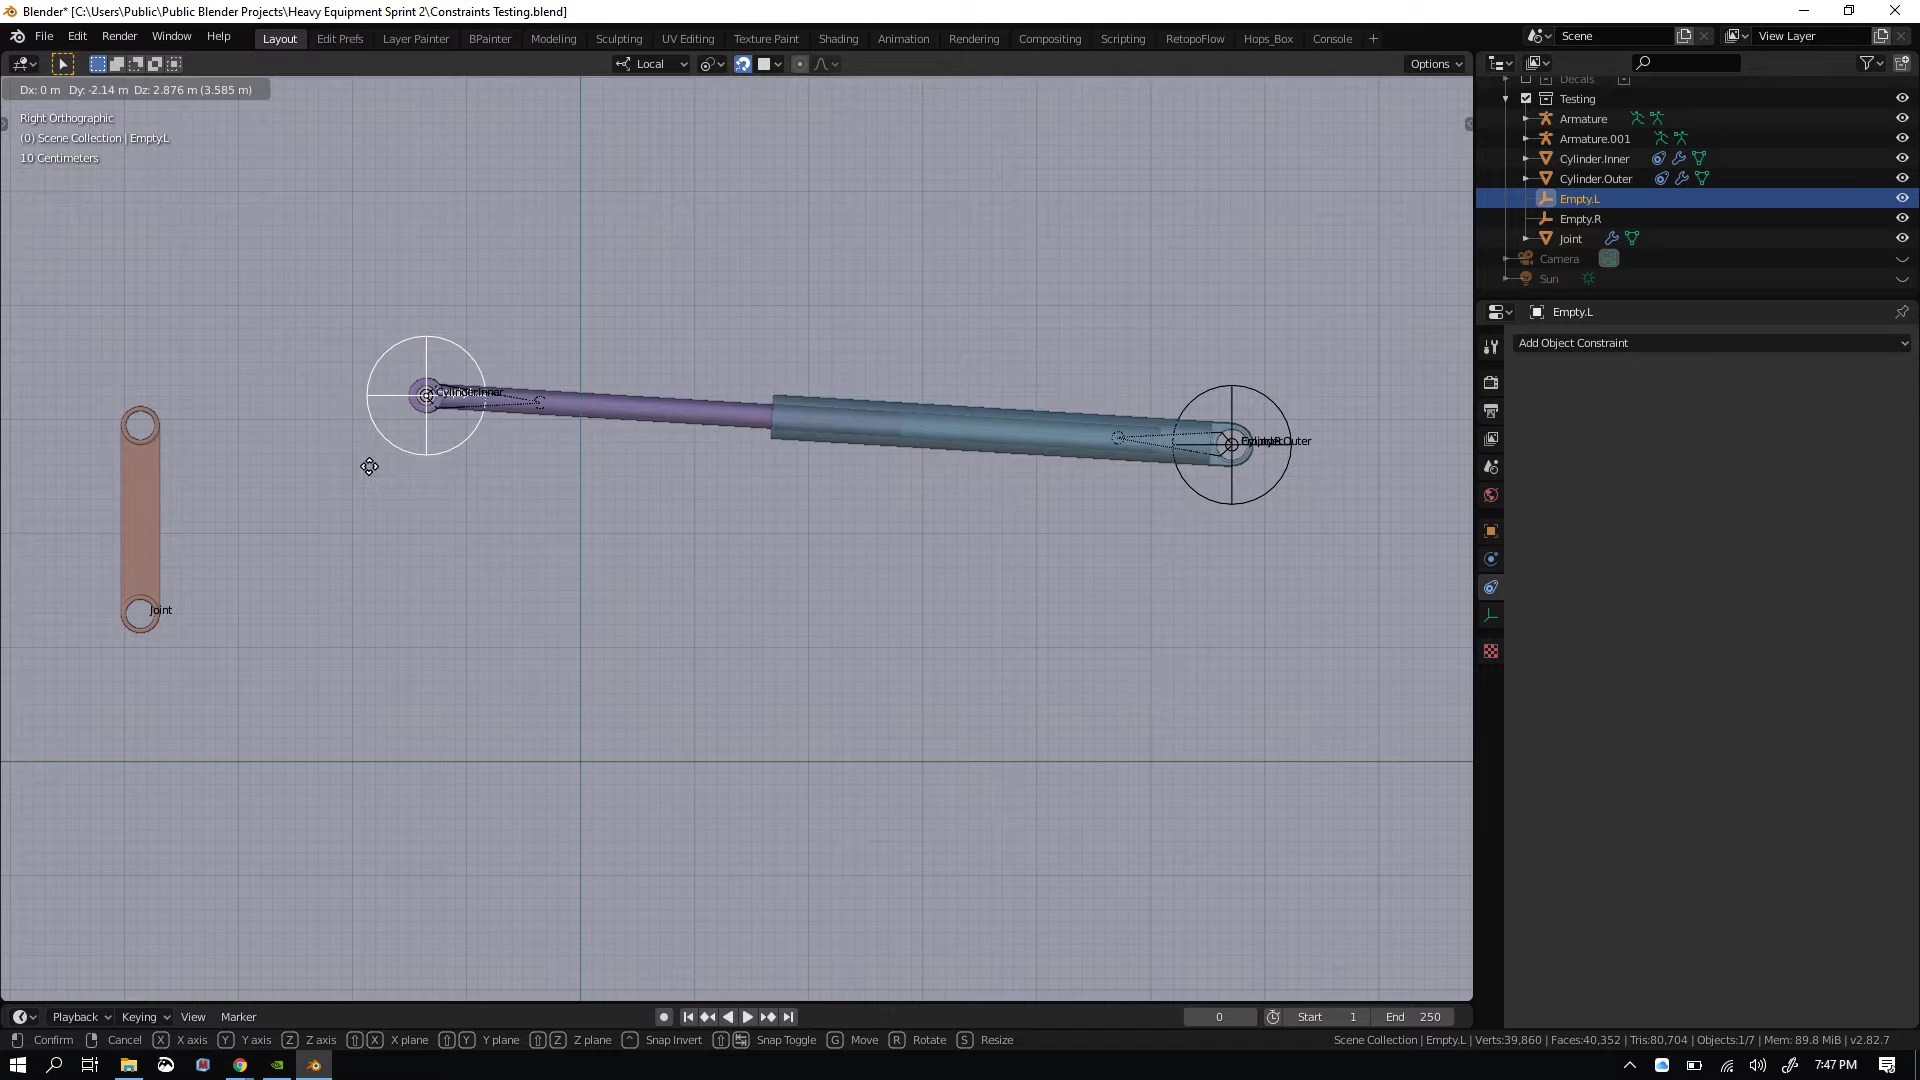 Blender* [C:\Users\Public\Public Blender Projects\Heavy Equipment Sprint 2\Constraints Testing.blend]
File Edit Render Window Help Layout Edit Prefs Layer Painter BPainter Modeling Sculpting UV Editing Texture Paint Shading Animation Rendering Compositing Scripting RetopoFlow Hops_Box Console + Scene View Layer
Local Options
Dx: 0 m Dy: -2.14 m Dz: 2.876 m (3.585 m)
Right Orthographic
(0) Scene Collection | Empty.L
10 Centimeters
Cylinder.Inner
Outer
Joint
Decals
Testing
Armature
Armature.001
Cylinder.Inner
Cylinder.Outer
Empty.L
Empty.R
Joint
Camera
Sun
Empty.L
Add Object Constraint
Playback Keying View Marker 0 Start 1 End 250
Confirm Cancel X X axis Y Y axis Z Z axis X X plane Y Y plane Z Z plane Snap Invert Snap Toggle G Move R Rotate S Resize Scene Collection | Empty.L | Verts:39,860 | Faces:40,352 | Tris:80,704 | Objects:1/7 | Mem: 89.8 MiB | v2.82.7
7:47 PM